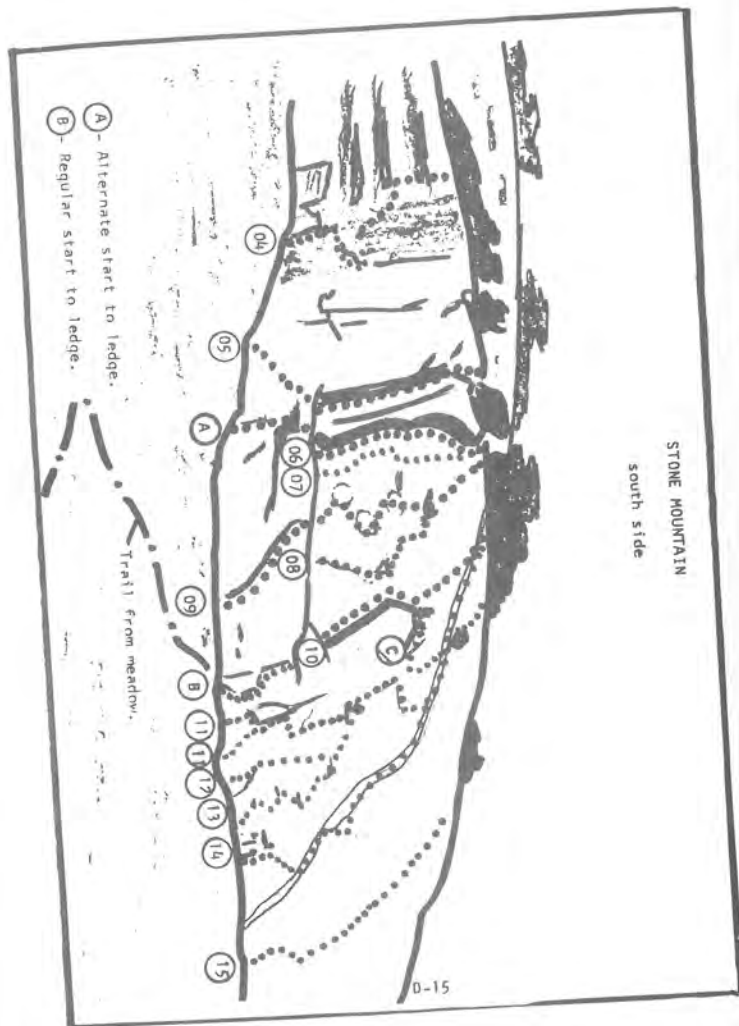 STONE MOUNTAIN
south side
04
05
A
06
07
08
09
10
C
B
11
11
12
13
14
15
Trail from meadow.
A - Alternate start to ledge.
B - Regular start to ledge.
D-15